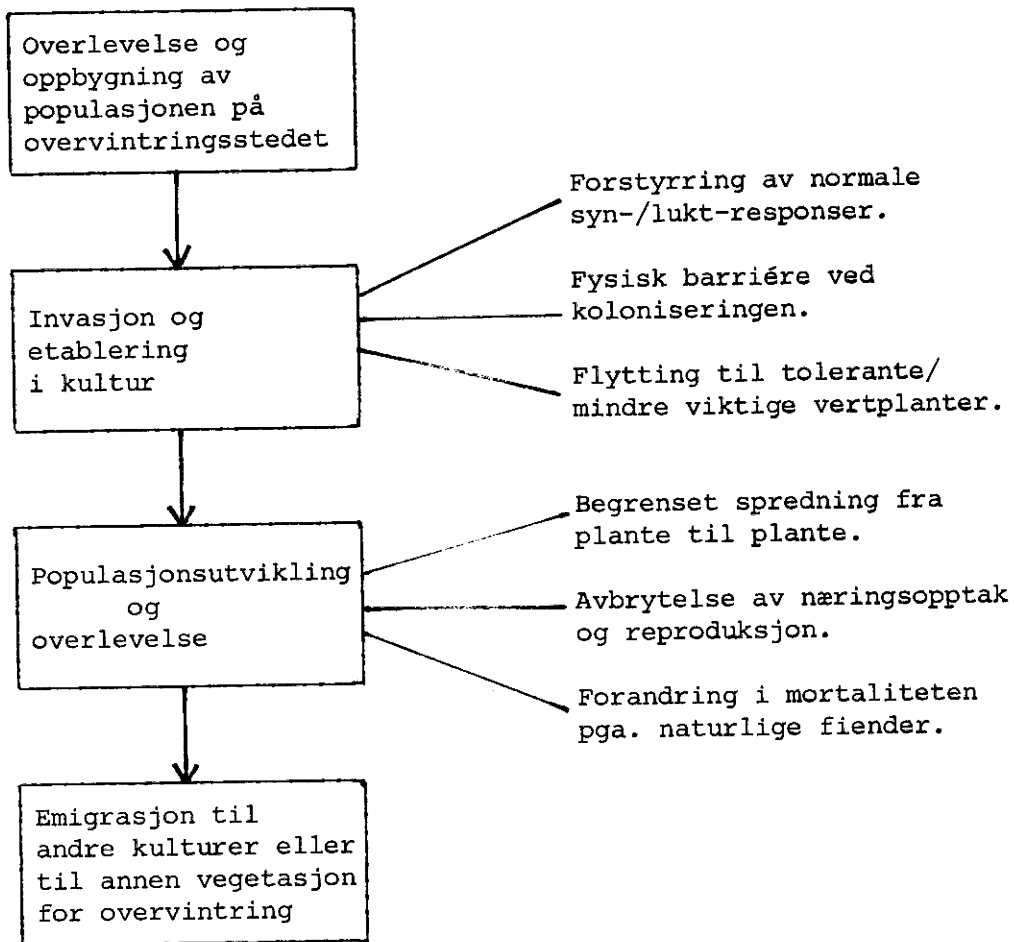 Overlevelse og
oppbygning av
populasjonen på
overvintringsstedet
Forstyrring av normale
syn-/lukt-responser.
Invasjon og
etablering
i kultur
Fysisk barriére ved
koloniseringen.
Flytting til tolerante/
mindre viktige vertplanter.
Populasjonsutvikling
og
overlevelse
Begrenset spredning fra
plante til plante.
Avbrytelse av næringsopptak
og reproduksjon.
Forandring i mortaliteten
pga. naturlige fiender.
Emigrasjon til
andre kulturer eller
til annen vegetasjon
for overvintring